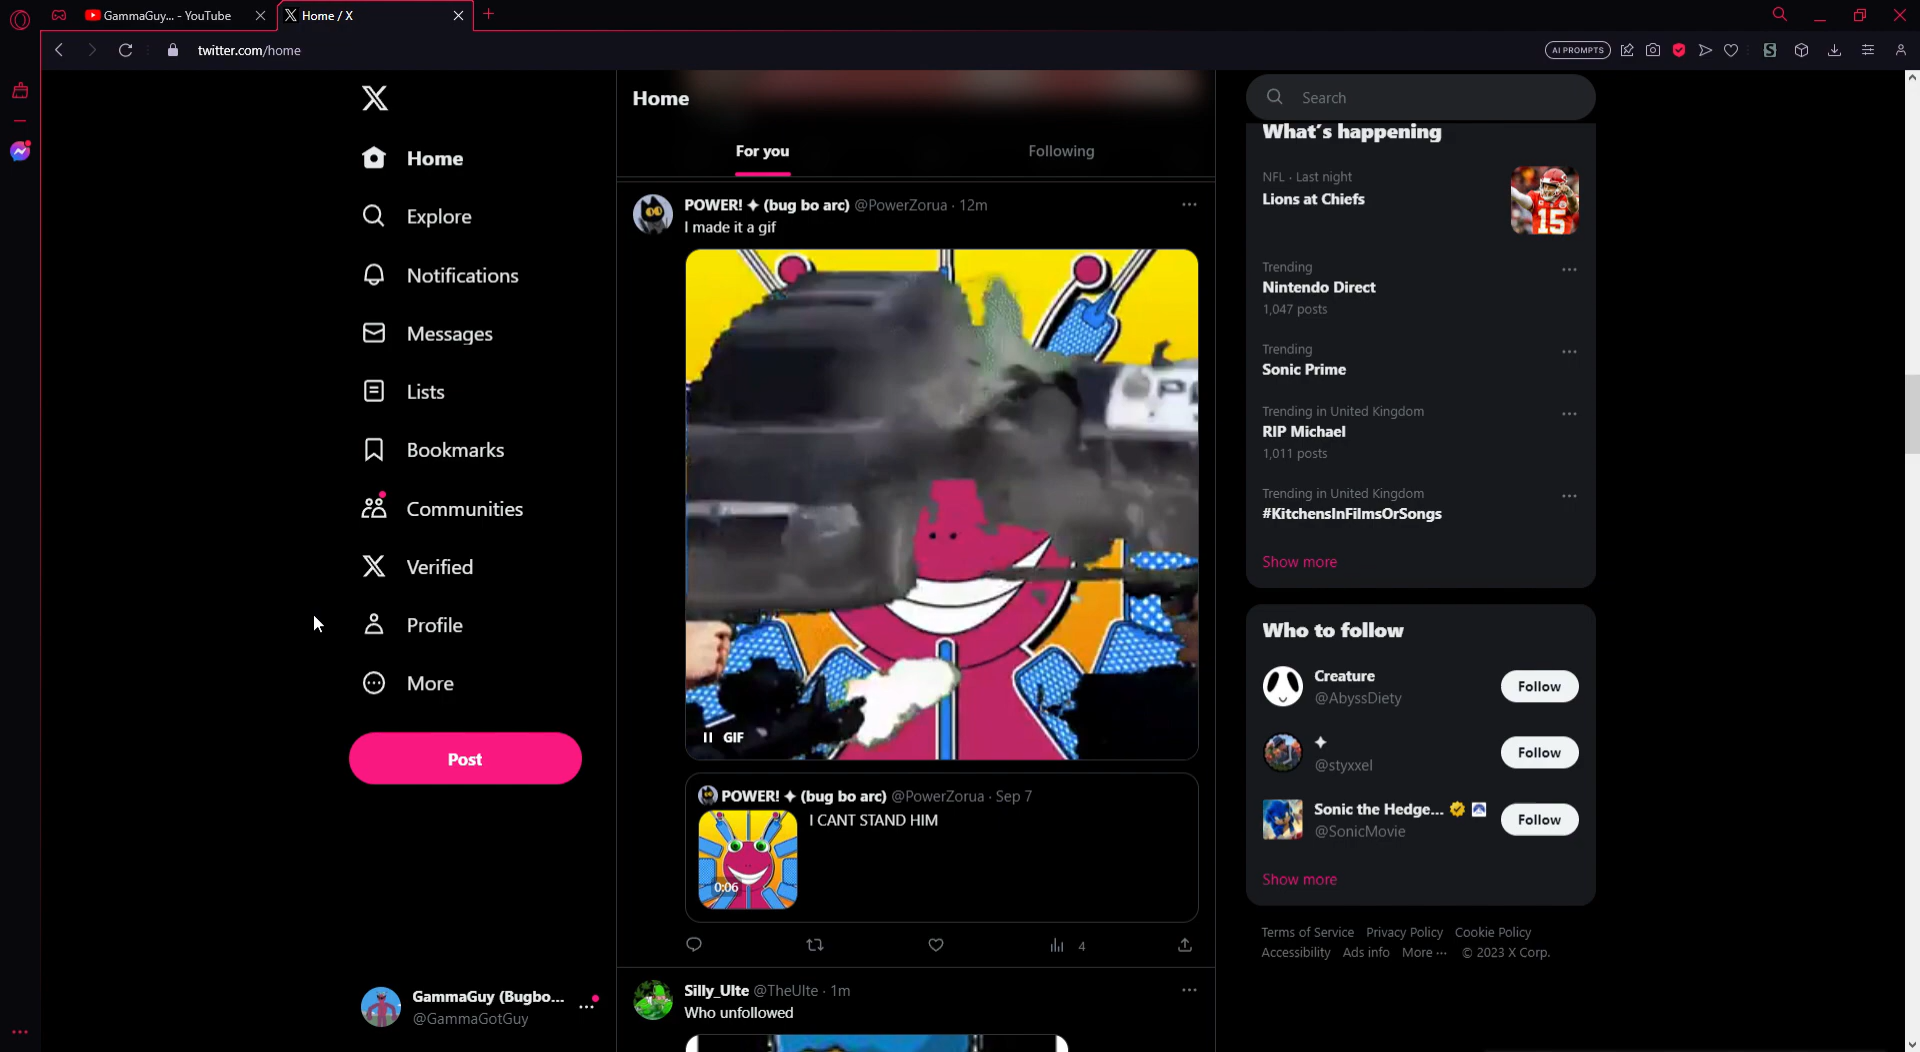 GammaGuy... - YouTube
Home / X
twitter.com/home
AI PROMPTS
Home
Explore
Notifications
Messages
Lists
Bookmarks
Communities
Verified
Profile
More
Post
GammaGuy (Bugbo...
@GammaGotGuy
Home
For you
Following
POWER! ✦ (bug bo arc) @PowerZorua · 12m
I made it a gif
GIF
POWER! ✦ (bug bo arc) @PowerZorua · Sep 7
I CANT STAND HIM
0:06
4
Silly_Ulte @TheUlte · 1m
Who unfollowed
Search
What's happening
NFL · Last night
Lions at Chiefs
15
Trending
Nintendo Direct
1,047 posts
Trending
Sonic Prime
Trending in United Kingdom
RIP Michael
1,011 posts
Trending in United Kingdom
#KitchensInFilmsOrSongs
Show more
Who to follow
Creature
@AbyssDiety
Follow
✦
@styxxel
Follow
Sonic the Hedge...
@SonicMovie
Follow
Show more
Terms of Service Privacy Policy Cookie Policy
Accessibility Ads info More ··· © 2023 X Corp.